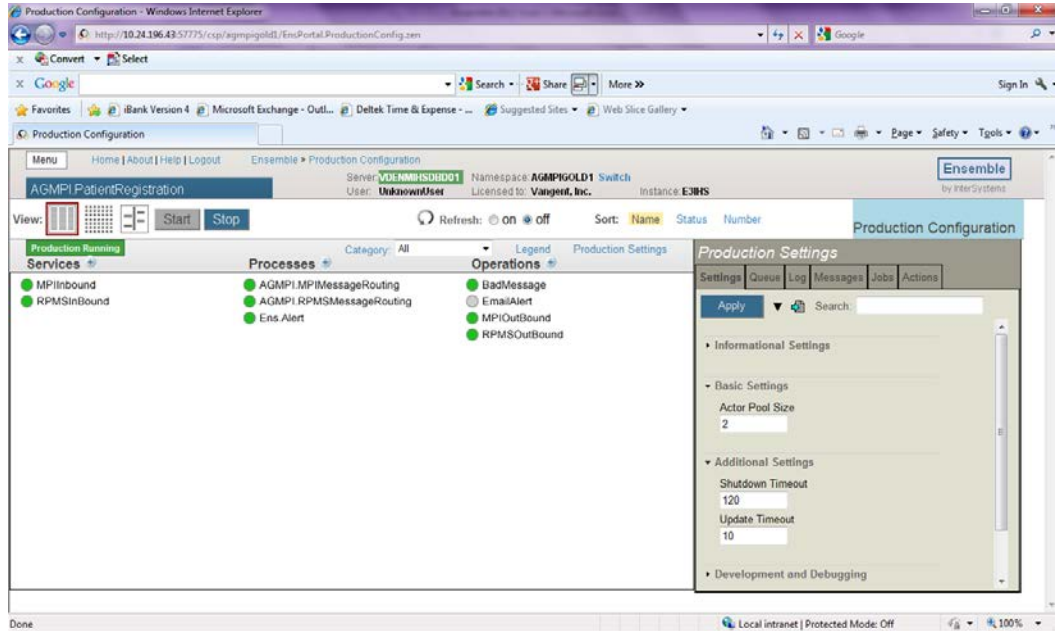 Production Configuration - Windows Internet Explorer
http://10.24.196.43:57775/csp/agmpigold1/EnsPortal.ProductionConfig.zen
Google
x Convert Select
x Google Search Share More >> Sign In
Favorites iBank Version 4 Microsoft Exchange - Outl... Deltek Time & Expense - ... Suggested Sites Web Slice Gallery
Production Configuration Page Safety Tools
Menu Home | About | Help | Logout Ensemble » Production Configuration
Server: VDENMIHSDBD01 Namespace: AGMPIGOLD1 Switch
User: UnknownUser Licensed to: Vangent, Inc. Instance: EJIHS
Ensemble
by InterSystems
AGMPI.PatientRegistration
View: Start Stop Refresh: on off Sort: Name Status Number
Production Configuration
Production Running Category: All Legend Production Settings
Services Processes Operations
MPIInbound AGMPI.MPIMessageRouting BadMessage
RPMSInBound AGMPI.RPMSMessageRouting EmailAlert
Ens.Alert MPIOutBound
RPMSOutBound
Production Settings
Settings Queue Log Messages Jobs Actions
Apply Search:
Informational Settings
Basic Settings
Actor Pool Size
2
Additional Settings
Shutdown Timeout
120
Update Timeout
10
Development and Debugging
Done Local intranet | Protected Mode: Off 100%